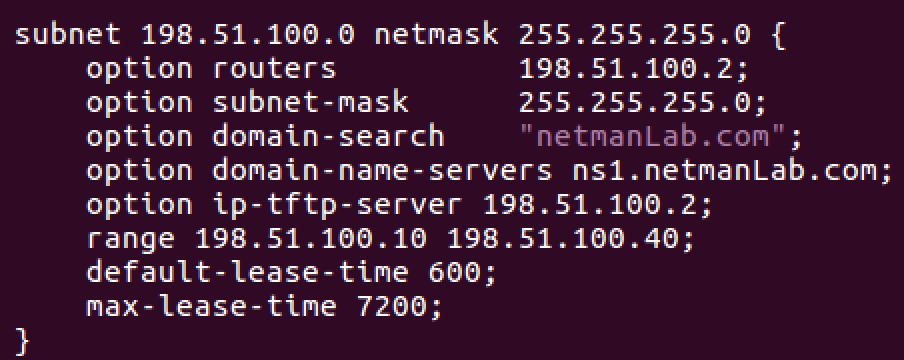 subnet 198.51.100.0 netmask 255.255.255.0 {
    option routers          198.51.100.2;
    option subnet-mask      255.255.255.0;
    option domain-search    "netmanLab.com";
    option domain-name-servers ns1.netmanLab.com;
    option ip-tftp-server 198.51.100.2;
    range 198.51.100.10 198.51.100.40;
    default-lease-time 600;
    max-lease-time 7200;
}